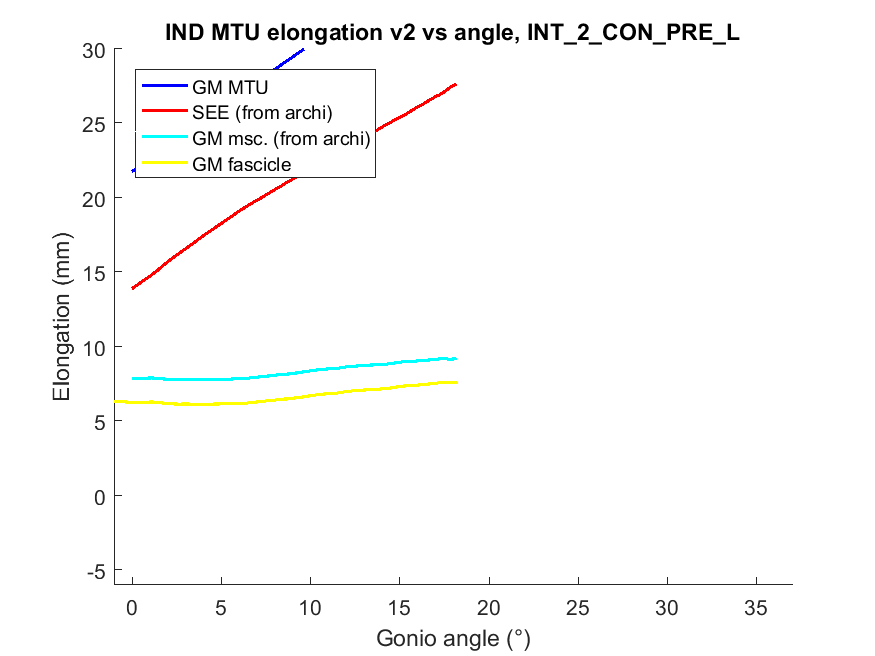 IND MTU elongation v2 vs angle, INT_2_CON_PRE_L
30
GM MTU
SEE (from archi)
25
GM msc. (from archi)
GM fascicle
20
15
10
5
0
-5
Elongation (mm)
0 5 10 15 20 25 30 35
Gonio angle (°)